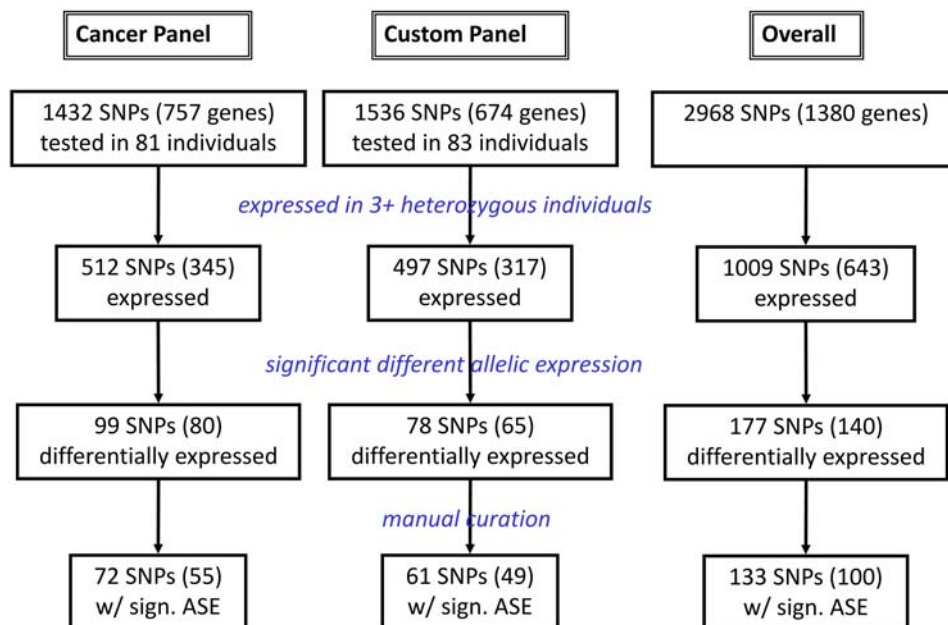 Cancer Panel
Custom Panel
Overall
1432 SNPs (757 genes)
tested in 81 individuals
1536 SNPs (674 genes)
tested in 83 individuals
2968 SNPs (1380 genes)
expressed in 3+ heterozygous individuals
512 SNPs (345)
expressed
497 SNPs (317)
expressed
1009 SNPs (643)
expressed
significant different allelic expression
99 SNPs (80)
differentially expressed
78 SNPs (65)
differentially expressed
177 SNPs (140)
differentially expressed
manual curation
72 SNPs (55)
w/ sign. ASE
61 SNPs (49)
w/ sign. ASE
133 SNPs (100)
w/ sign. ASE